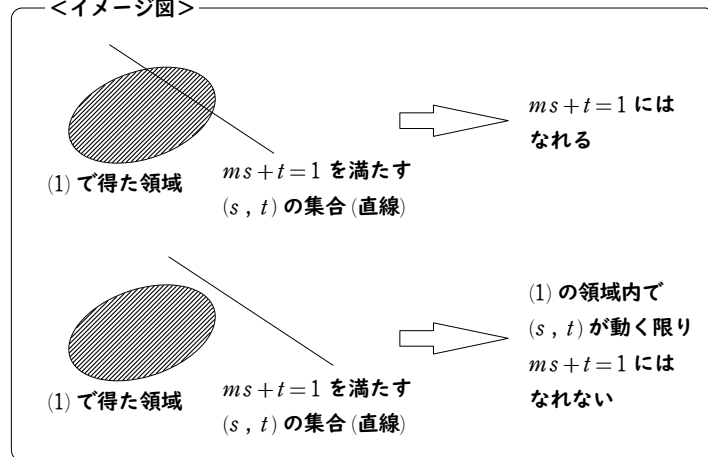 <イメージ図>
ms+t=1 には
なれる
(1) で得た領域
ms+t=1 を満たす
(s , t) の集合 (直線)
(1) の領域内で
(s , t) が動く限り
ms+t=1 には
なれない
(1) で得た領域
ms+t=1 を満たす
(s , t) の集合 (直線)